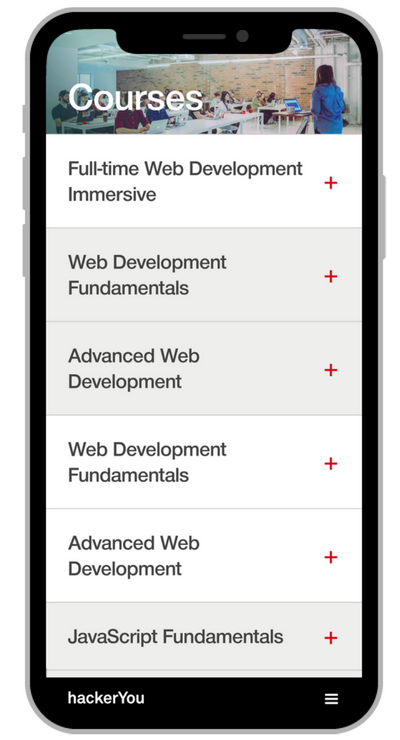 Courses
Full-time Web Development
Immersive
Web Development
Fundamentals
Advanced Web
Development
Web Development
Fundamentals
Advanced Web
Development
JavaScript Fundamentals
hackerYou